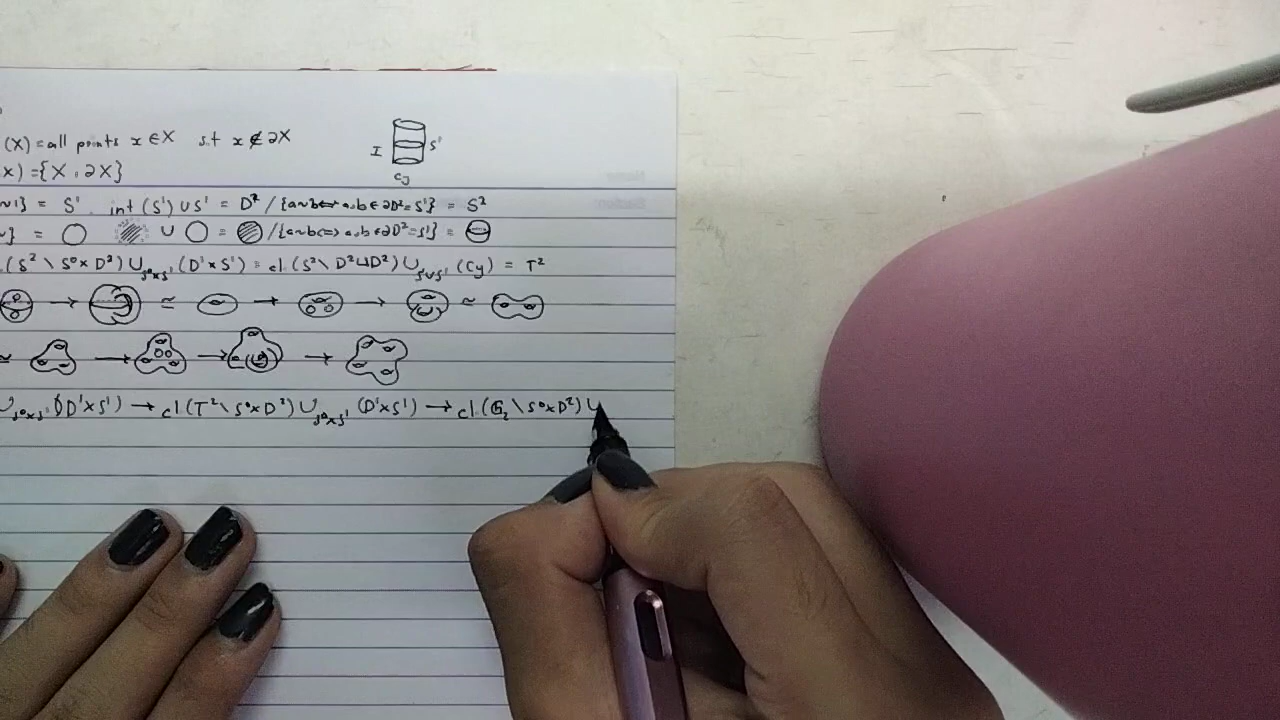 (X) = all points x ∈ X s.t x ∉ ∂X
I S¹
Cy
x) = {X \ ∂X}
~1} = S¹ int (S¹) ∪ S¹ = D² / {a~b⟺ a,b ∈ ∂D² = S¹} = S²
~} = ∪ = / {a~b⟺ a,b ∈ ∂D² = S¹} =
(S² \ S⁰ × D²) ∪_{S⁰×S¹} (D¹ × S¹) = cl.(S² \ D² ⊔ D²) ∪_{S¹∪S¹} (Cy) = T²
→ ≃ → → ≃
≃ → → →
∪_{S⁰×S¹} (D¹ × S¹) → cl.(T² \ S⁰ × D²) ∪_{S⁰×S¹} (D¹ × S¹) → cl.(G₂ \ S⁰ × D²) ∪